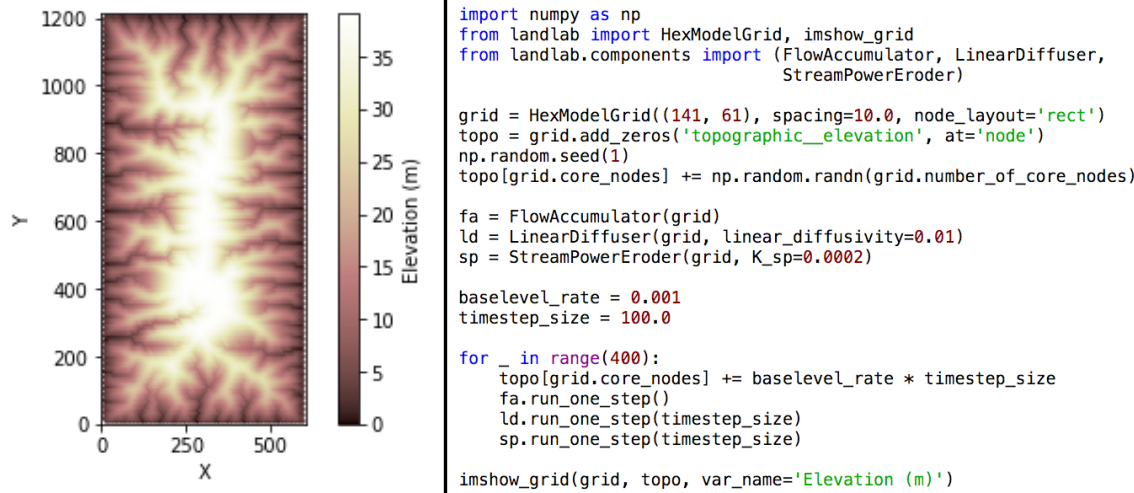 1200
1000
800
600
400
200
0
Y
0
250
500
X
35
30
25
20
15
10
5
0
Elevation (m)
import numpy as np
from landlab import HexModelGrid, imshow_grid
from landlab.components import (FlowAccumulator, LinearDiffuser,
StreamPowerEroder)
grid = HexModelGrid((141, 61), spacing=10.0, node_layout='rect')
topo = grid.add_zeros('topographic__elevation', at='node')
np.random.seed(1)
topo[grid.core_nodes] += np.random.randn(grid.number_of_core_nodes)
fa = FlowAccumulator(grid)
ld = LinearDiffuser(grid, linear_diffusivity=0.01)
sp = StreamPowerEroder(grid, K_sp=0.0002)
baselevel_rate = 0.001
timestep_size = 100.0
for _ in range(400):
topo[grid.core_nodes] += baselevel_rate * timestep_size
fa.run_one_step()
ld.run_one_step(timestep_size)
sp.run_one_step(timestep_size)
imshow_grid(grid, topo, var_name='Elevation (m)')